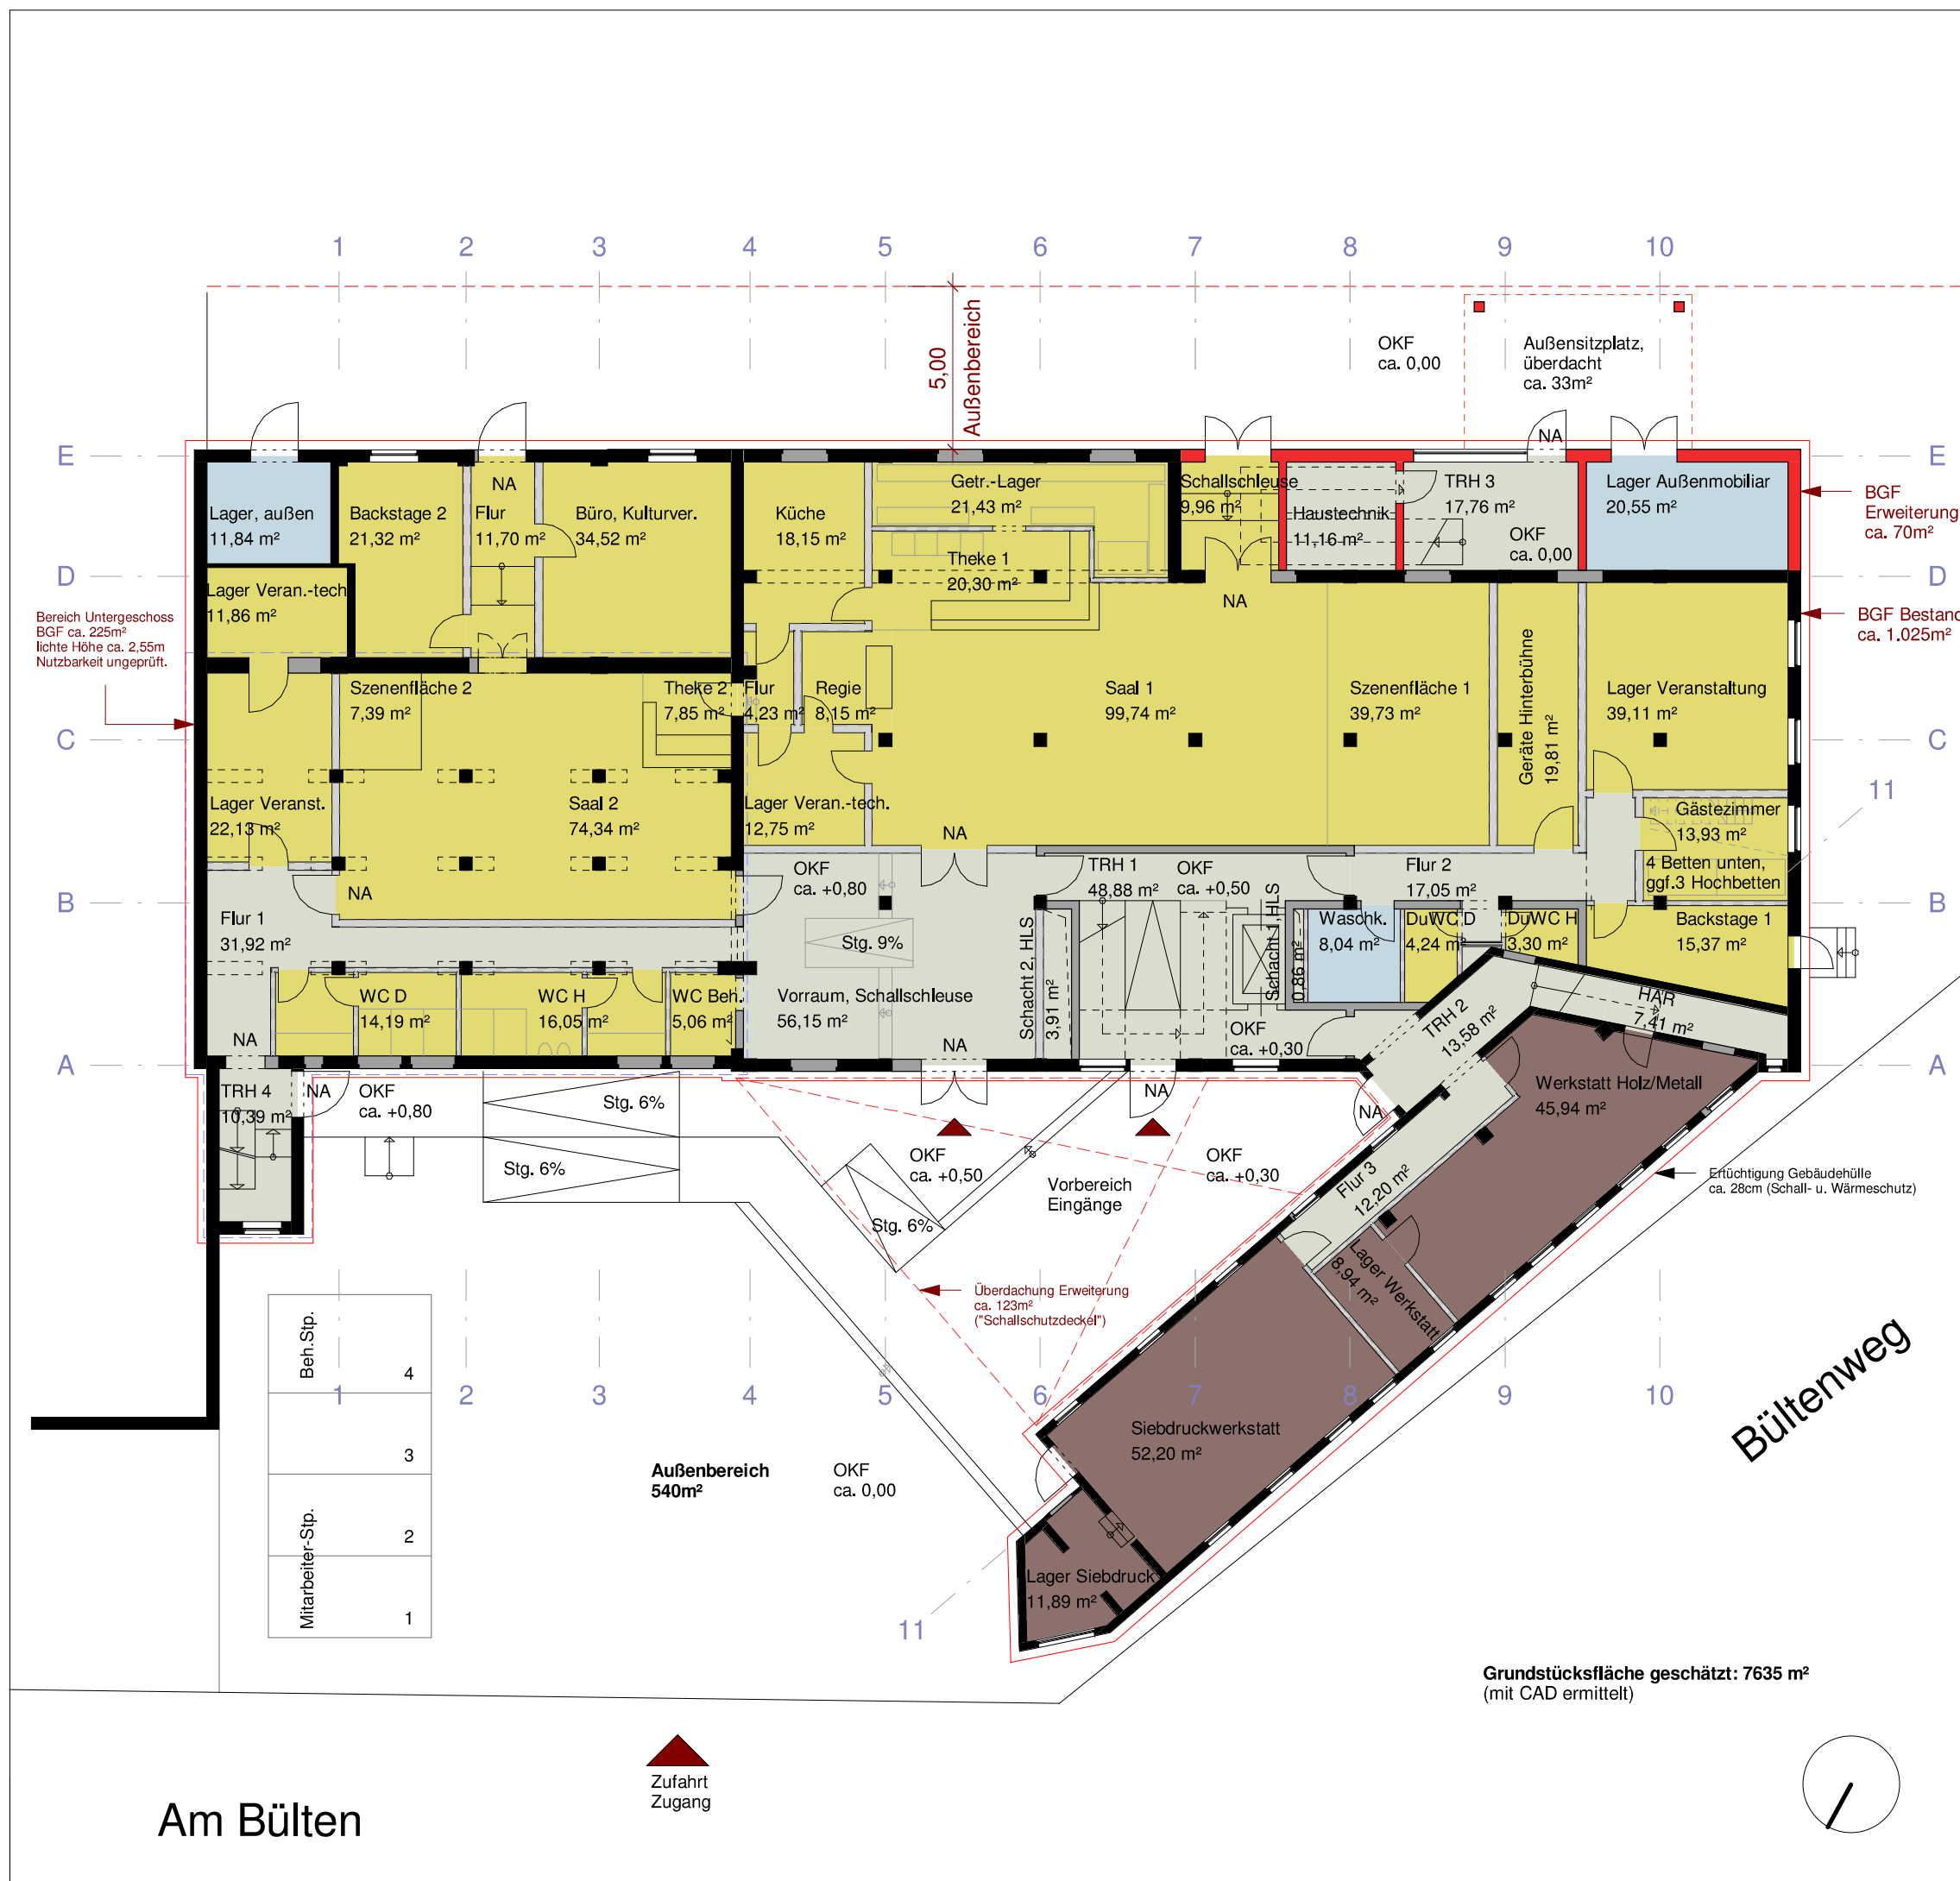 1 2 3 4 5 6 7 8 9 10
5,00
Außenbereich
OKF
ca. 0,00
Außensitzplatz,
überdacht
ca. 33m²
NA
E
E
Lager, außen
11,84 m²
Backstage 2
21,32 m²
NA
Flur
11,70 m²
Büro, Kulturver.
34,52 m²
Küche
18,15 m²
Getr.-Lager
21,43 m²
Schallschleuse
9,96 m²
Haustechnik
11,16 m²
TRH 3
17,76 m²
OKF
ca. 0,00
Lager Außenmobiliar
20,55 m²
BGF
Erweiterung
ca. 70m²
Theke 1
20,30 m²
D
D
Lager Veran.-tech
11,86 m²
NA
BGF Bestand
ca. 1.025m²
Bereich Untergeschoss
BGF ca. 225m²
lichte Höhe ca. 2,55m
Nutzbarkeit ungeprüft.
Szenenfläche 2
7,39 m²
Theke 2
7,85 m²
Flur
4,23 m²
Regie
8,15 m²
Saal 1
99,74 m²
Szenenfläche 1
39,73 m²
Geräte Hinterbühne
19,81 m²
Lager Veranstaltung
39,11 m²
C
C
11
Lager Veranst.
22,13 m²
Saal 2
74,34 m²
Lager Veran.-tech.
12,75 m²
NA
Gästezimmer
13,93 m²
4 Betten unten,
ggf.3 Hochbetten
OKF
ca. +0,80
TRH 1
48,88 m²
OKF
ca. +0,50
Flur 2
17,05 m²
NA
B
B
Flur 1
31,92 m²
Stg. 9%
Schacht 2, HLS
3,91 m²
Schacht 1, HLS
0,86 m²
Waschk.
8,04 m²
Du/WC D
4,24 m²
Du/WC H
3,30 m²
Backstage 1
15,37 m²
WC D
14,19 m²
WC H
16,05 m²
WC Beh.
5,06 m²
Vorraum, Schallschleuse
56,15 m²
OKF
ca. +0,30
TRH 2
13,58 m²
HAR
7,41 m²
NA
NA
A
A
TRH 4
10,39 m²
NA
OKF
ca. +0,80
Stg. 6%
NA
NA
Werkstatt Holz/Metall
45,94 m²
Stg. 6%
OKF
ca. +0,50
Stg. 6%
Vorbereich
Eingänge
OKF
ca. +0,30
Flur 3
12,20 m²
Ertüchtigung Gebäudehülle
ca. 28cm (Schall- u. Wärmeschutz)
Lager Werkstatt
8,94 m²
Überdachung Erweiterung
ca. 123m²
("Schallschutzdeckel")
Beh.Stp.
4
3
Mitarbeiter-Stp.
2
1
1 2 3 4 5 6 7 8 9 10
Bültenweg
Siebdruckwerkstatt
52,20 m²
Außenbereich
540m²
OKF
ca. 0,00
Lager Siebdruck
11,89 m²
11
Grundstücksfläche geschätzt: 7635 m²
(mit CAD ermittelt)
Zufahrt
Zugang
Am Bülten